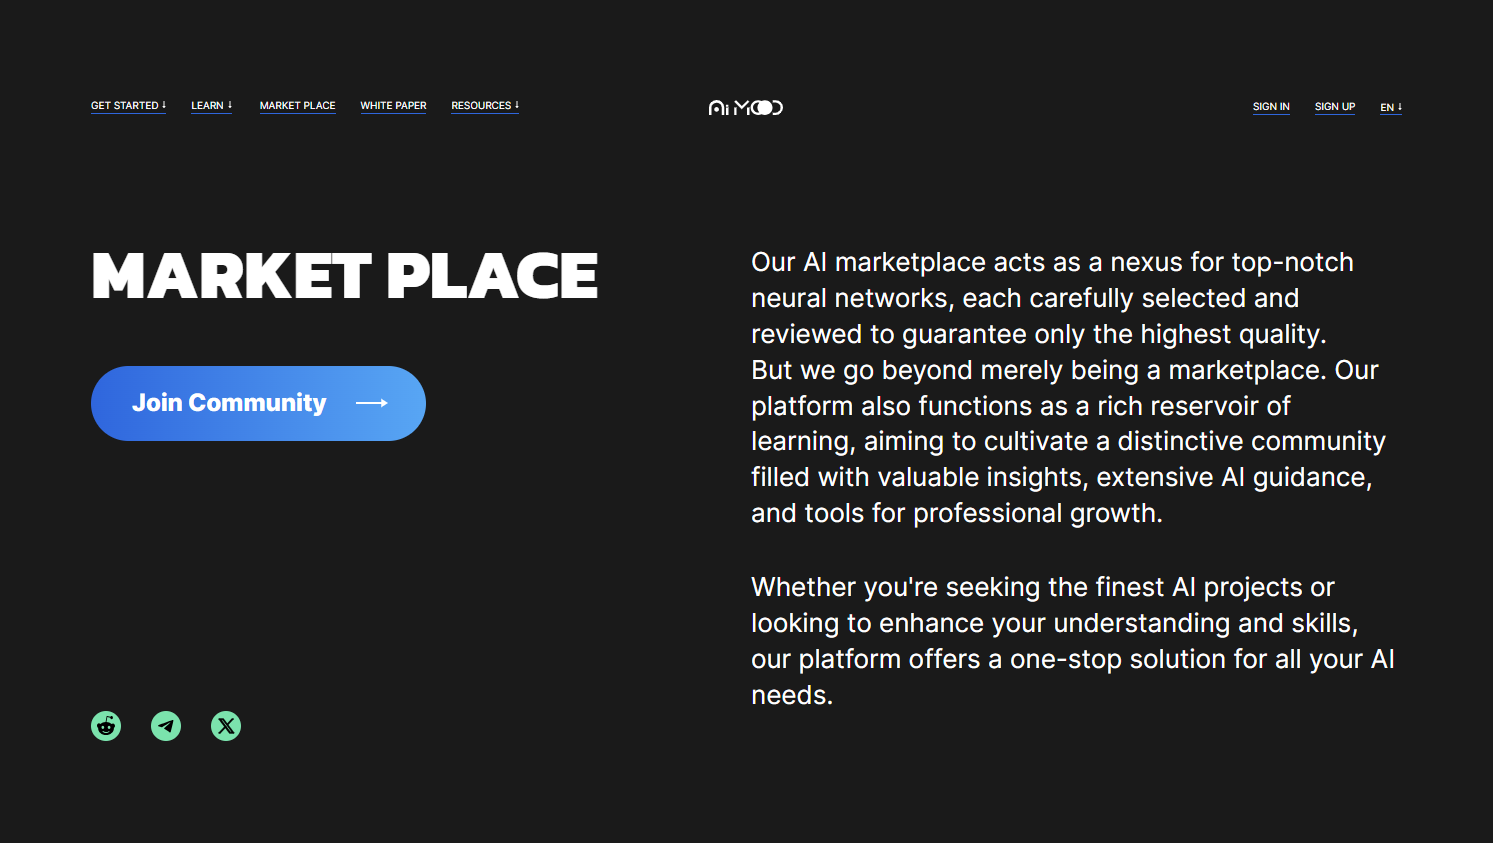 GET STARTED ↓ LEARN ↓ MARKET PLACE WHITE PAPER RESOURCES ↓ Ai MOOD SIGN IN SIGN UP EN ↓
MARKET PLACE
Join Community →
Our AI marketplace acts as a nexus for top-notch
neural networks, each carefully selected and
reviewed to guarantee only the highest quality.
But we go beyond merely being a marketplace. Our
platform also functions as a rich reservoir of
learning, aiming to cultivate a distinctive community
filled with valuable insights, extensive AI guidance,
and tools for professional growth.
Whether you're seeking the finest AI projects or
looking to enhance your understanding and skills,
our platform offers a one-stop solution for all your AI
needs.